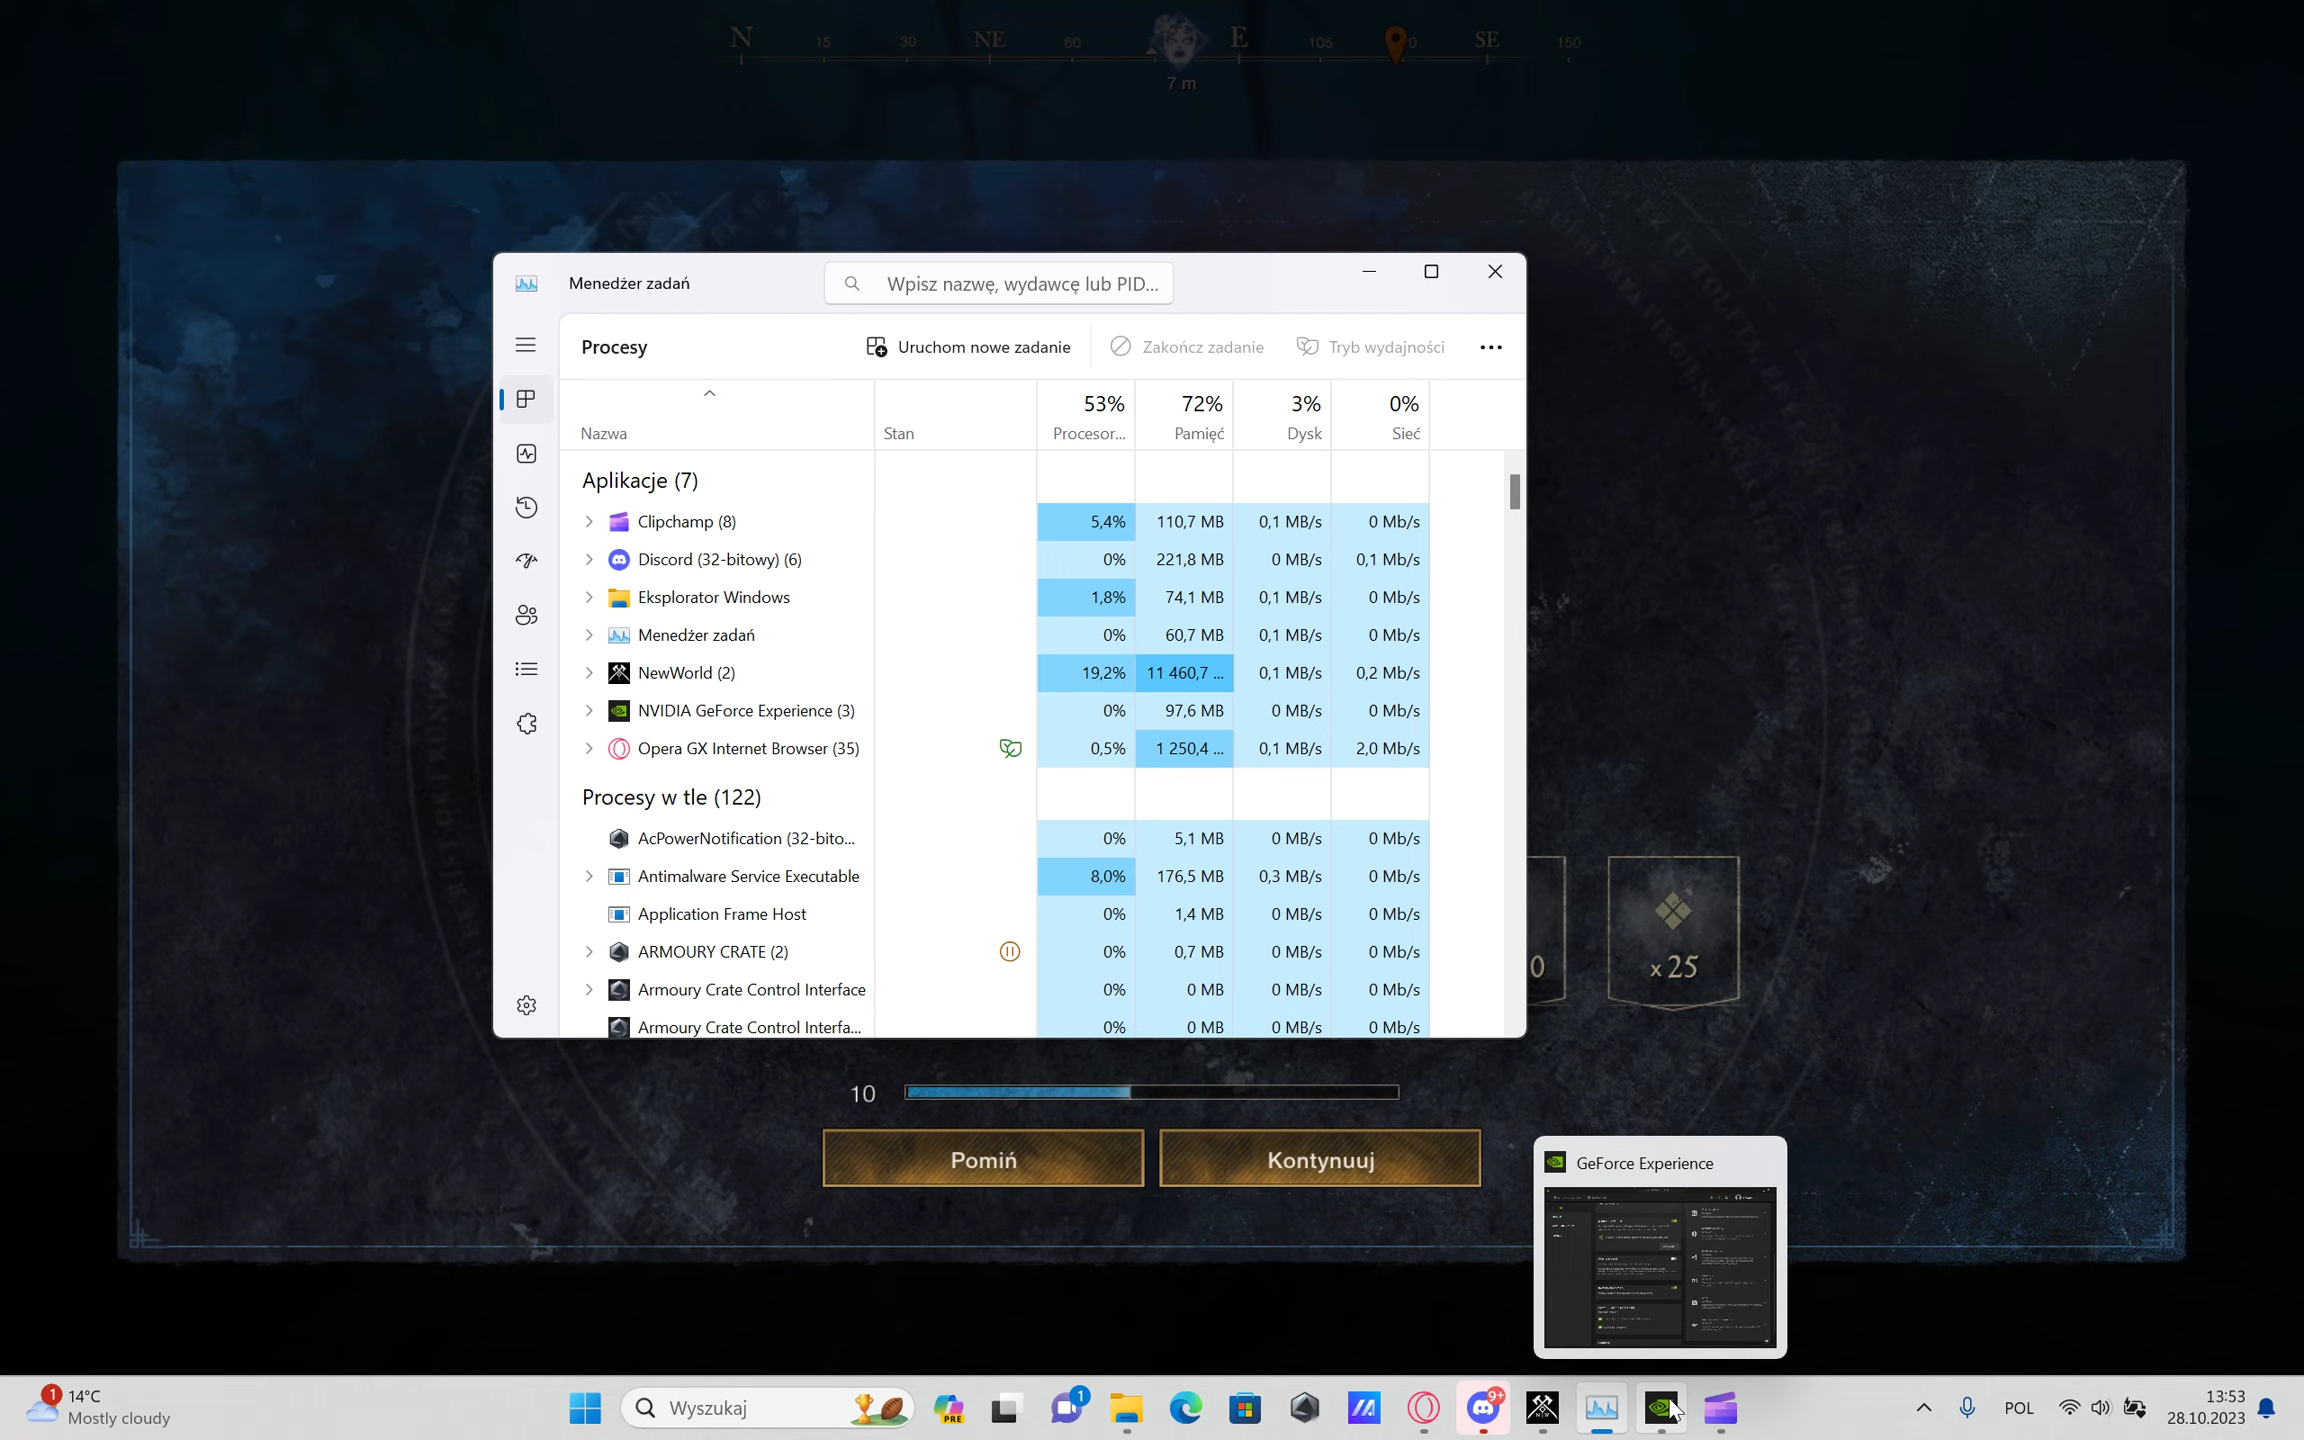 N 15 30 NE 60 E 105 0 SE 150
7 m
Menedżer zadań
Wpisz nazwę, wydawcę lub PID...
Procesy
Uruchom nowe zadanie
Zakończ zadanie
Tryb wydajności
53% 72% 3% 0%
Nazwa Stan Procesor... Pamięć Dysk Sieć
Aplikacje (7)
Clipchamp (8) 5,4% 110,7 MB 0,1 MB/s 0 Mb/s
Discord (32-bitowy) (6) 0% 221,8 MB 0 MB/s 0,1 Mb/s
Eksplorator Windows 1,8% 74,1 MB 0,1 MB/s 0 Mb/s
Menedżer zadań 0% 60,7 MB 0,1 MB/s 0 Mb/s
NewWorld (2) 19,2% 11 460,7 ... 0,1 MB/s 0,2 Mb/s
NVIDIA GeForce Experience (3) 0% 97,6 MB 0 MB/s 0 Mb/s
Opera GX Internet Browser (35) 0,5% 1 250,4 ... 0,1 MB/s 2,0 Mb/s
Procesy w tle (122)
AcPowerNotification (32-bito... 0% 5,1 MB 0 MB/s 0 Mb/s
Antimalware Service Executable 8,0% 176,5 MB 0,3 MB/s 0 Mb/s
Application Frame Host 0% 1,4 MB 0 MB/s 0 Mb/s
ARMOURY CRATE (2) 0% 0,7 MB 0 MB/s 0 Mb/s
Armoury Crate Control Interface 0% 0 MB 0 MB/s 0 Mb/s
Armoury Crate Control Interfa... 0% 0 MB 0 MB/s 0 Mb/s
0
x 25
10
Pomiń
Kontynuuj
GeForce Experience
1
14°C
Mostly cloudy
Wyszukaj
PRE
1
9+
POL
13:53
28.10.2023